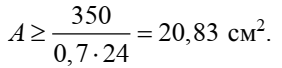 A ≥ 350 / (0,7 · 24) = 20,83 см².